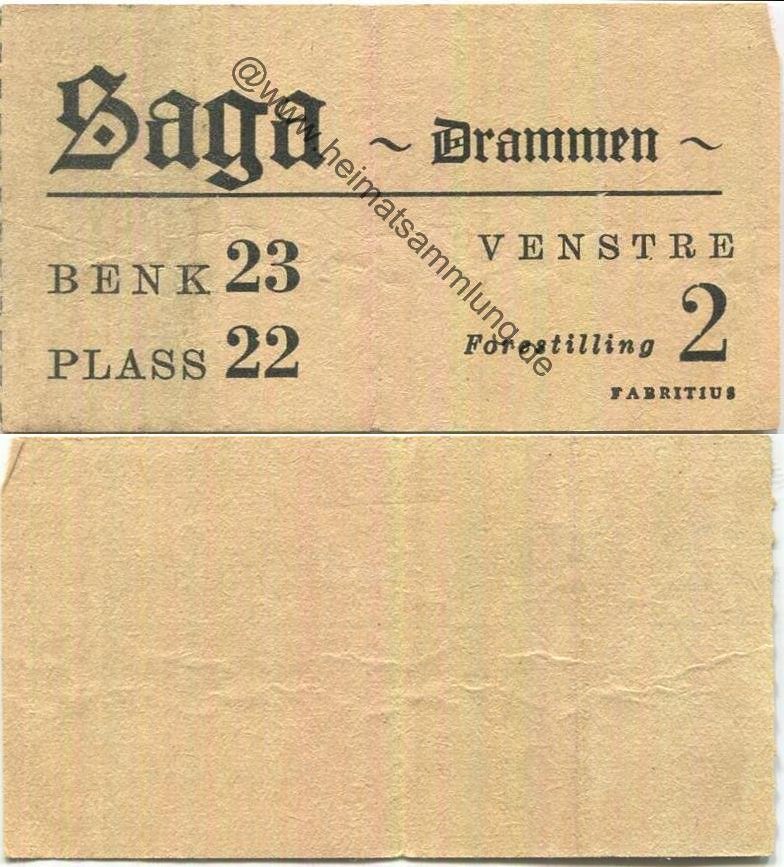 Saga ~ Drammen ~
BENK 23
PLASS 22
VENSTRE
Forestilling 2
FABRITIUS
@www.heimatsammlung.de